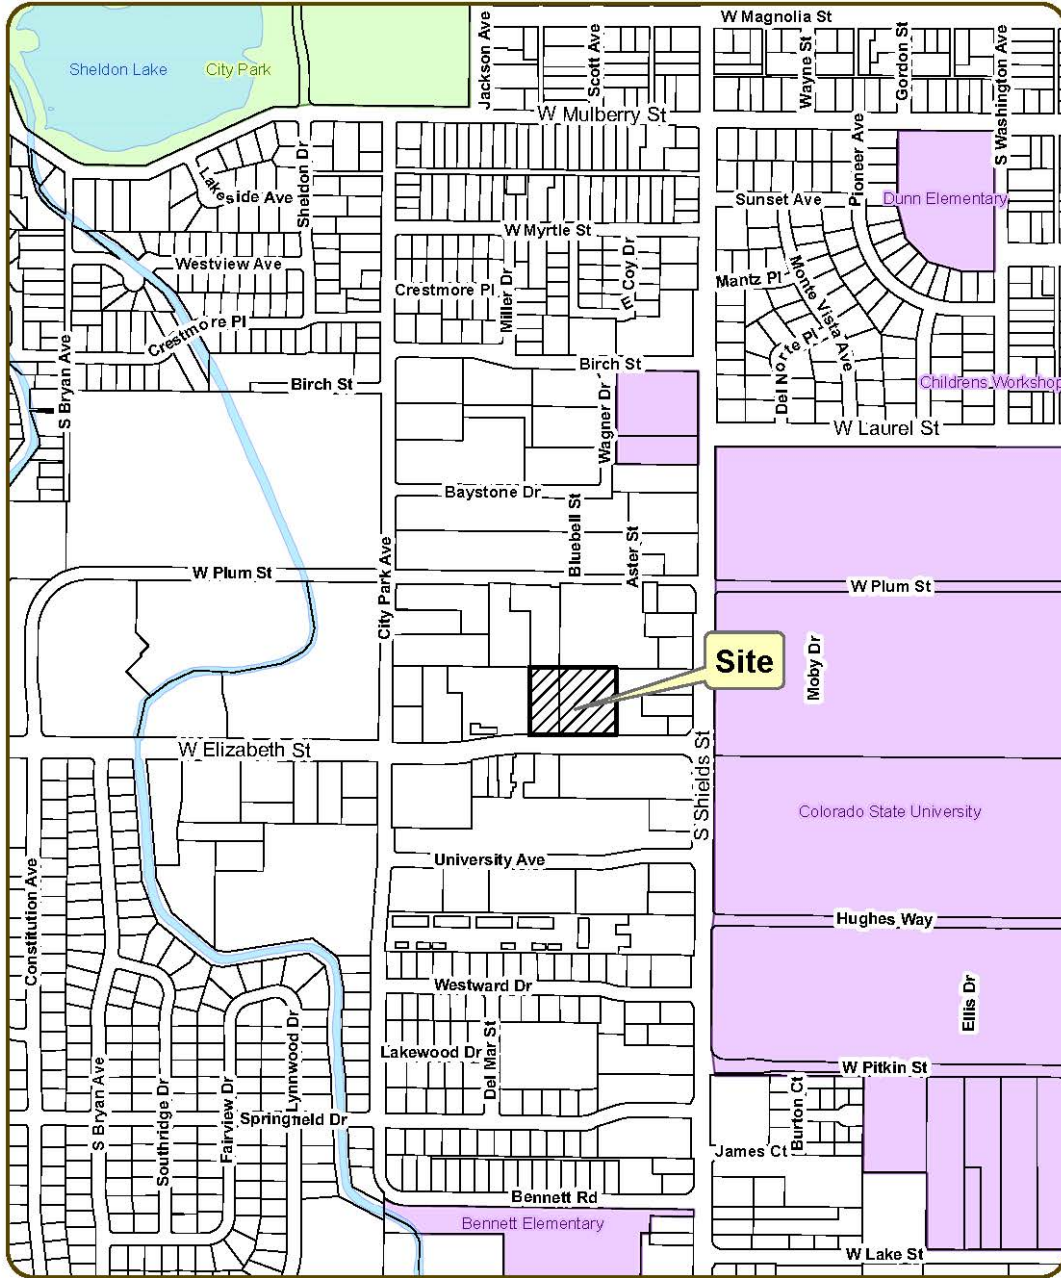 W Magnolia St
Jackson Ave
Scott Ave
Wayne St
Gordon St
S Washington Ave
Sheldon Lake
City Park
W Mulberry St
Pioneer Ave
Sheldon Dr
Lakeside Ave
Sunset Ave
Dunn Elementary
W Myrtle St
E Coy Dr
Westview Ave
Crestmore Pl
Miller Dr
Mantz Pl
Monte Vista Ave
Crestmore Pl
Del Norte Pl
S Bryan Ave
Birch St
Birch St
Childrens Workshop
Wagner Dr
W Laurel St
Baystone Dr
Bluebell St
Aster St
City Park Ave
W Plum St
W Plum St
Site
Moby Dr
W Elizabeth St
S Shields St
Colorado State University
University Ave
Constitution Ave
Hughes Way
Westward Dr
Ellis Dr
Lynnwood Dr
Lakewood Dr
Del Mar St
W Pitkin St
S Bryan Ave
Southridge Dr
Fairview Dr
Springfield Dr
Burton Ct
James Ct
Bennett Rd
Bennett Elementary
W Lake St